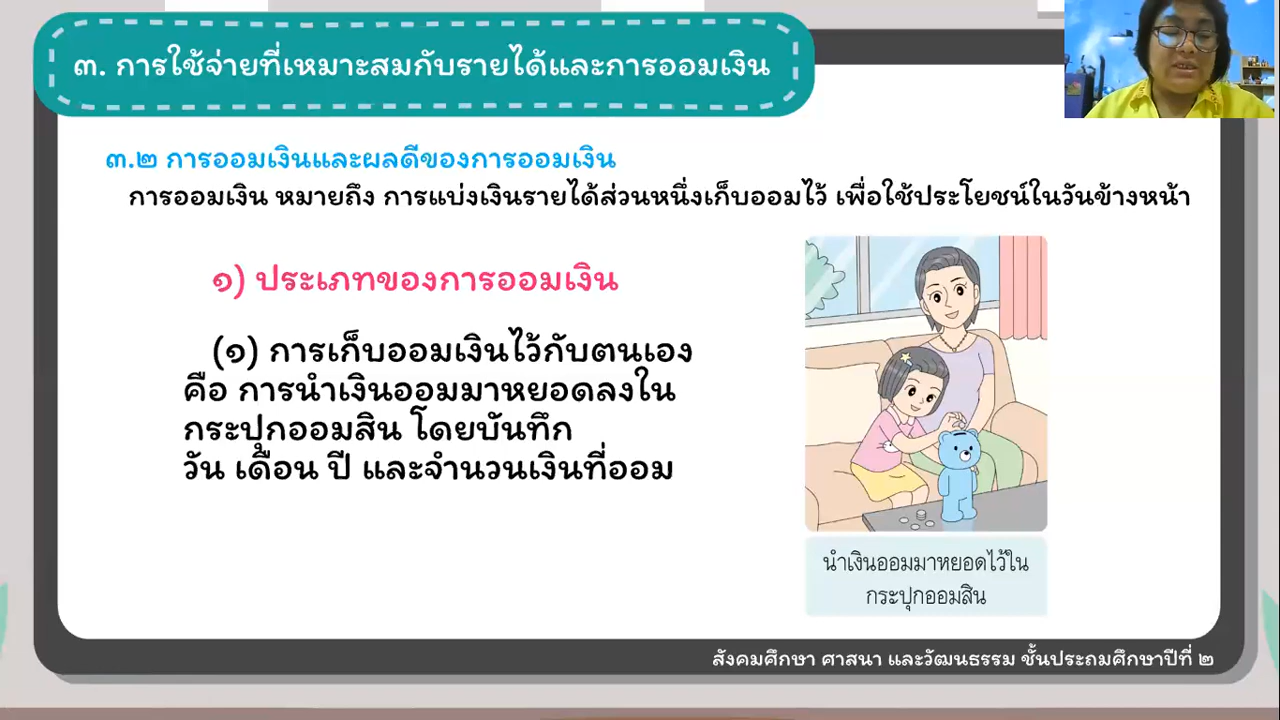 ๓. การใช้จ่ายที่เหมาะสมกับรายได้และการออมเงิน
๓.๒ การออมเงินและผลดีของการออมเงิน
การออมเงิน หมายถึง การแบ่งเงินรายได้ส่วนหนึ่งเก็บออมไว้ เพื่อใช้ประโยชน์ในวันข้างหน้า
๑) ประเภทของการออมเงิน
(๑) การเก็บออมเงินไว้กับตนเอง
คือ การนำเงินออมมาหยอดลงใน
กระปุกออมสิน โดยบันทึก
วัน เดือน ปี และจำนวนเงินที่ออม
นำเงินออมมาหยอดไว้ใน
กระปุกออมสิน
สังคมศึกษา ศาสนา และวัฒนธรรม ชั้นประถมศึกษาปีที่ ๒